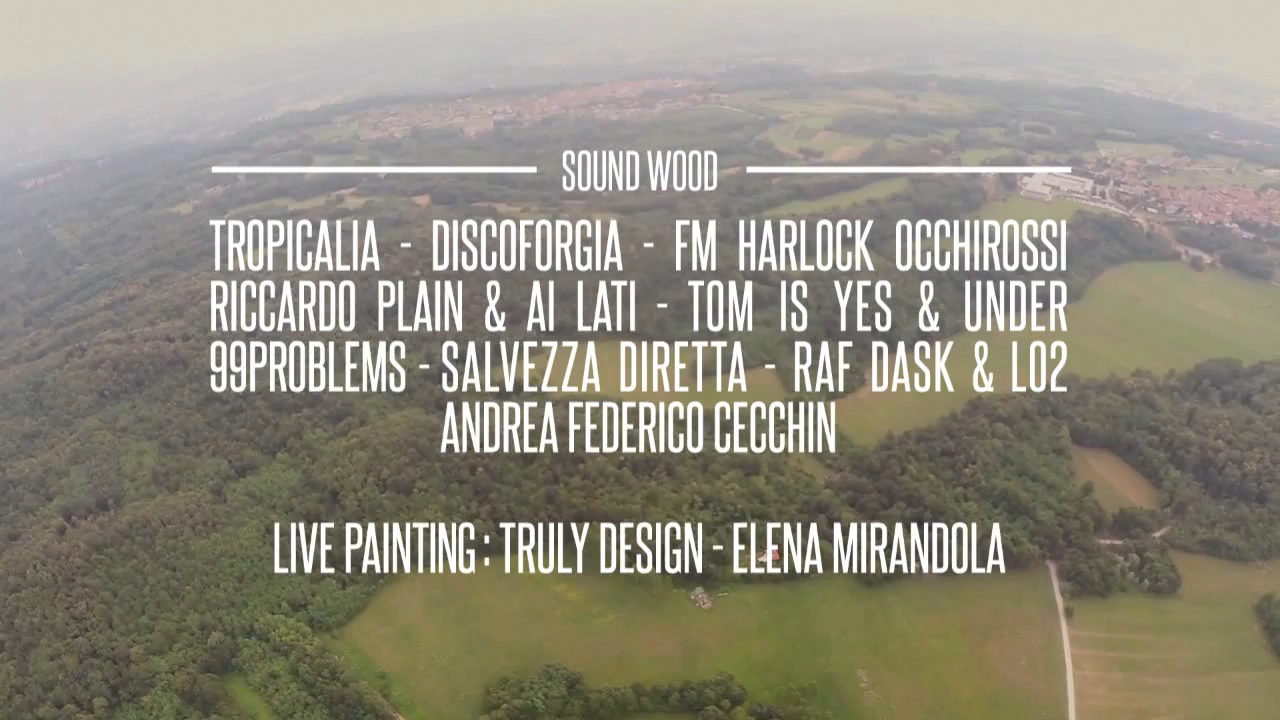 SOUND WOOD
TROPICALIA - DISCOFORGIA - FM HARLOCK OCCHIROSSI
RICCARDO PLAIN & AI LATI - TOM IS YES & UNDER
99PROBLEMS - SALVEZZA DIRETTA - RAF DASK & LO2
ANDREA FEDERICO CECCHIN
LIVE PAINTING : TRULY DESIGN - ELENA MIRANDOLA